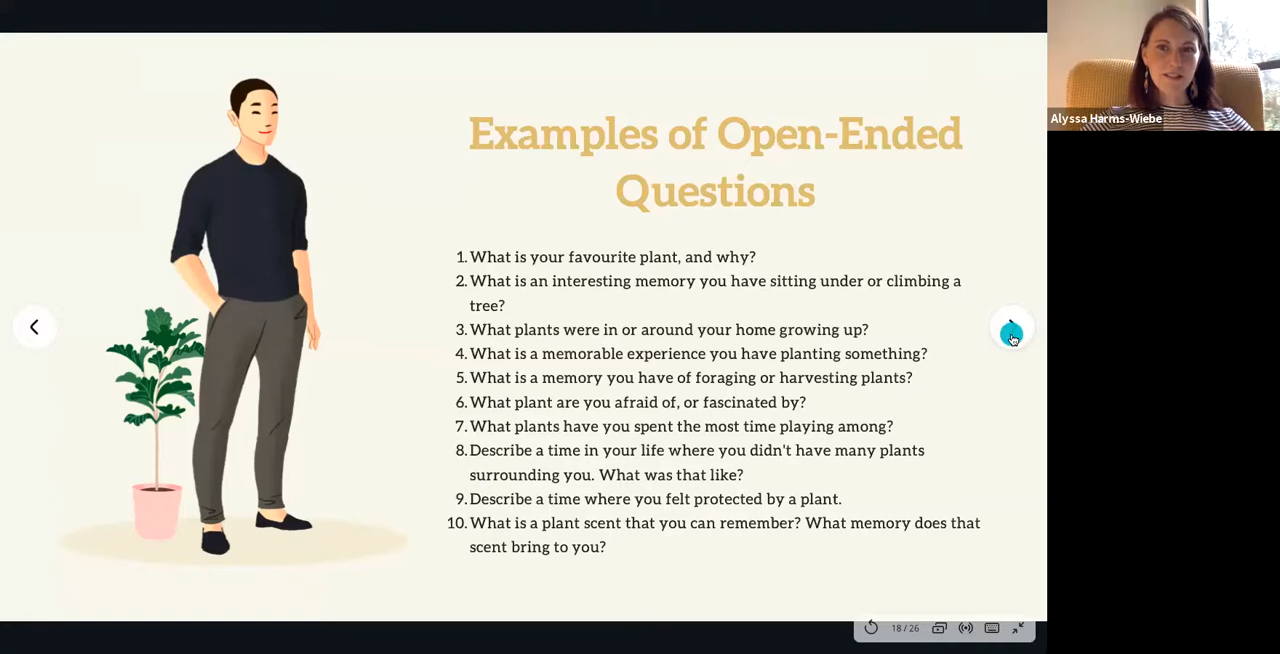 Examples of Open-Ended
Questions
1. What is your favourite plant, and why?
2. What is an interesting memory you have sitting under or climbing a
tree?
3. What plants were in or around your home growing up?
4. What is a memorable experience you have planting something?
5. What is a memory you have of foraging or harvesting plants?
6. What plant are you afraid of, or fascinated by?
7. What plants have you spent the most time playing among?
8. Describe a time in your life where you didn't have many plants
surrounding you. What was that like?
9. Describe a time where you felt protected by a plant.
10. What is a plant scent that you can remember? What memory does that
scent bring to you?
18 / 26
Alyssa Harms-Wiebe